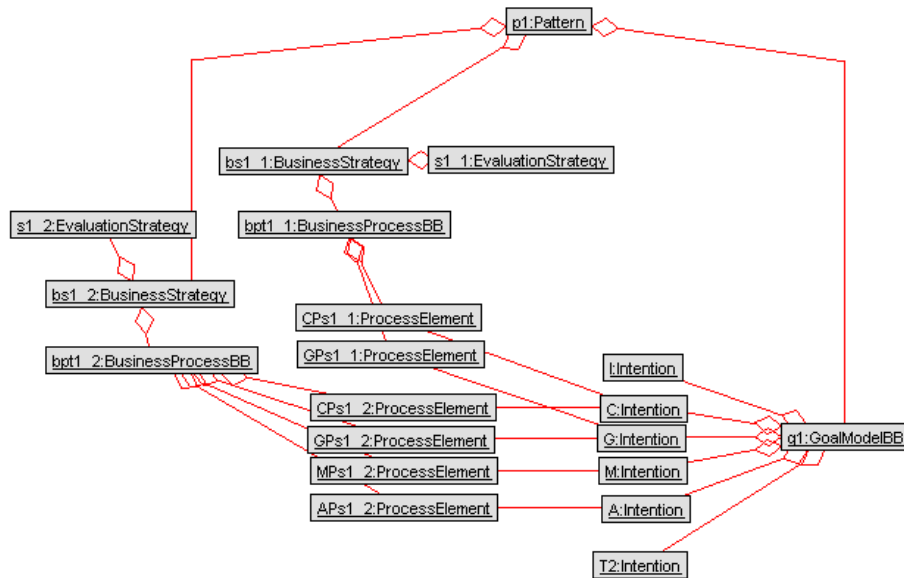 p1:Pattern
bs1_1:BusinessStrategy
s1_1:EvaluationStrategy
s1_2:EvaluationStrategy
bpt1_1:BusinessProcessBB
bs1_2:BusinessStrategy
CPs1_1:ProcessElement
GPs1_1:ProcessElement
bpt1_2:BusinessProcessBB
I:Intention
CPs1_2:ProcessElement
C:Intention
GPs1_2:ProcessElement
G:Intention
g1:GoalModelBB
MPs1_2:ProcessElement
M:Intention
APs1_2:ProcessElement
A:Intention
T2:Intention